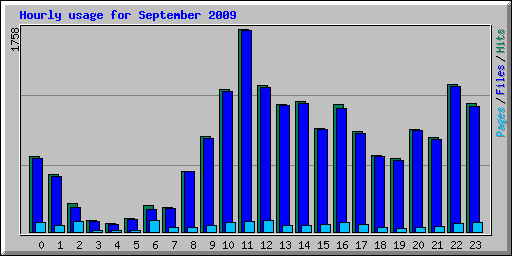 Hourly usage for September 2009
1758
Pages/Files/Hits
0 1 2 3 4 5 6 7 8 9 10 11 12 13 14 15 16 17 18 19 20 21 22 23